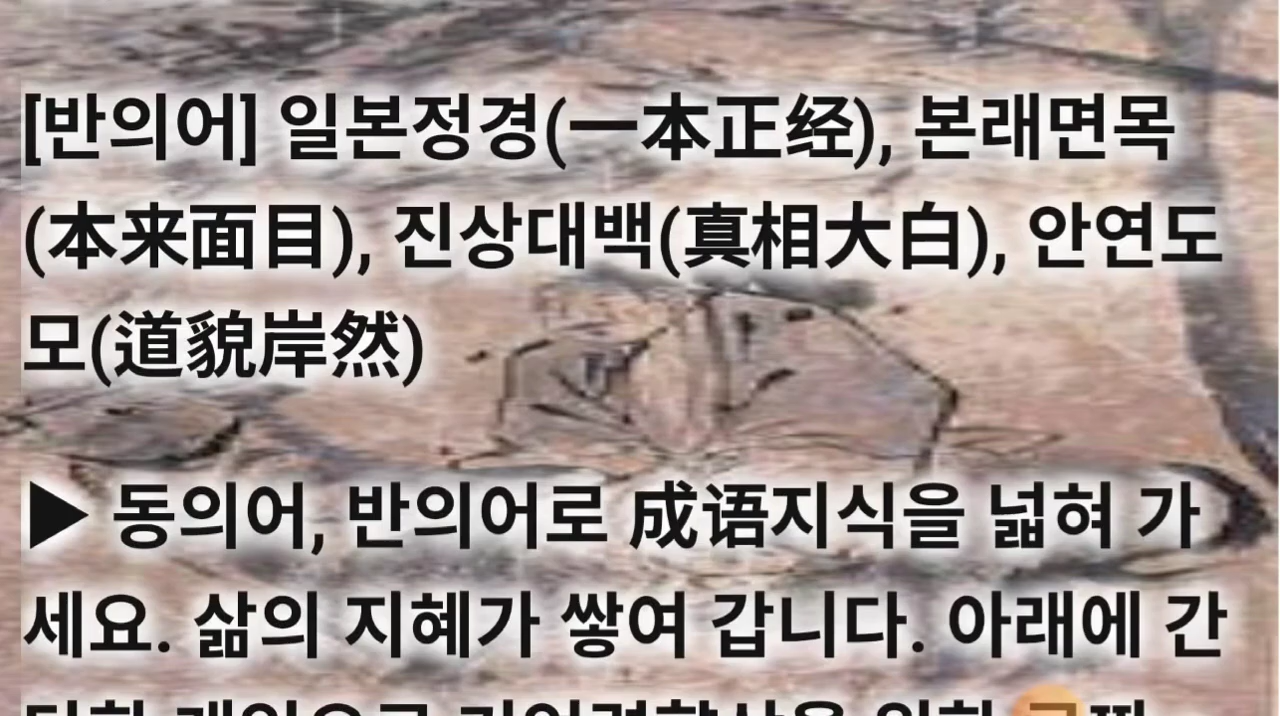 [반의어] 일본정경(一本正经), 본래면목
(本来面目), 진상대백(真相大白), 안연도
모(道貌岸然)
▶ 동의어, 반의어로 成语지식을 넓혀 가
세요. 삶의 지혜가 쌓여 갑니다. 아래에 간